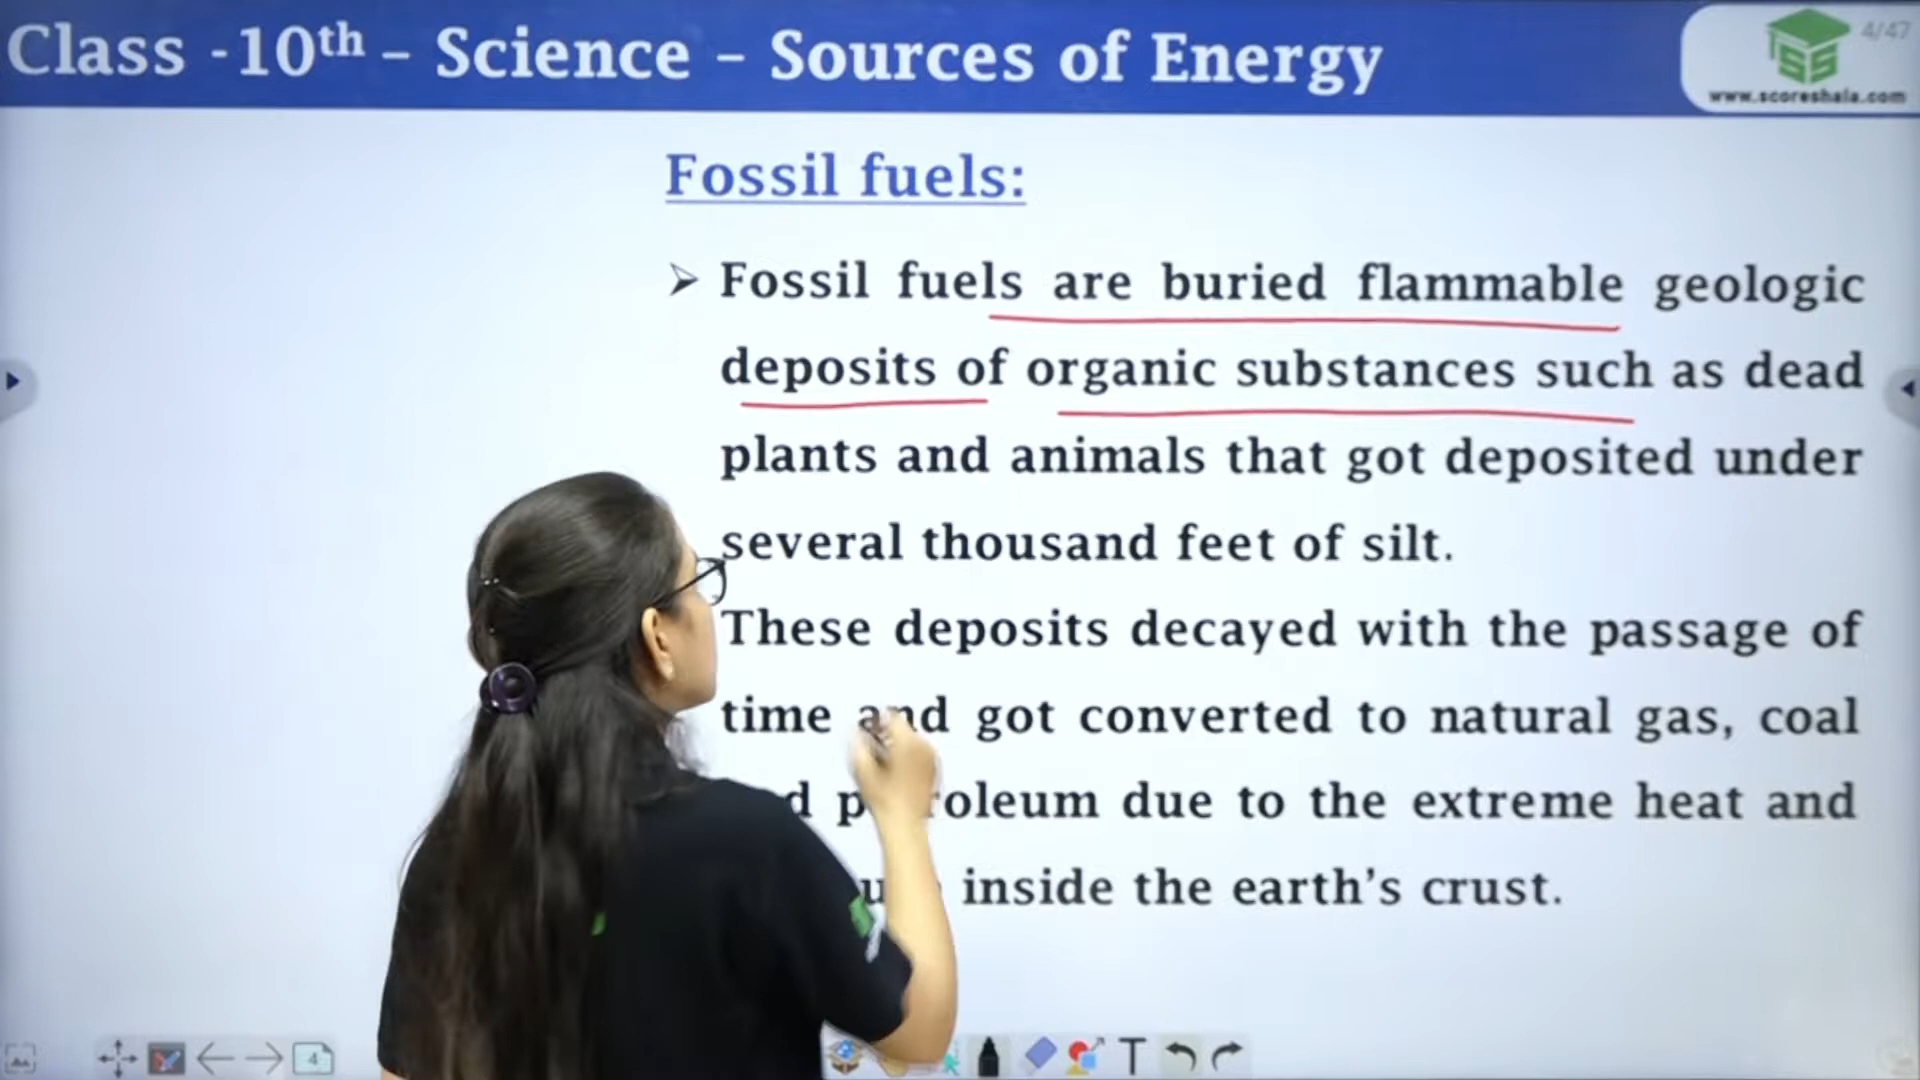 Class -10th – Science – Sources of Energy
4/47
SS
www.scoreshala.com
Fossil fuels:
➢ Fossil fuels are buried flammable geologic
deposits of organic substances such as dead
plants and animals that got deposited under
several thousand feet of silt.
These deposits decayed with the passage of
time and got converted to natural gas, coal
due to the extreme heat and
inside the earth's crust.
4
T